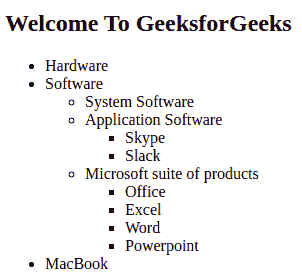 Welcome To GeeksforGeeks
Hardware
Software
System Software
Application Software
Skype
Slack
Microsoft suite of products
Office
Excel
Word
Powerpoint
MacBook